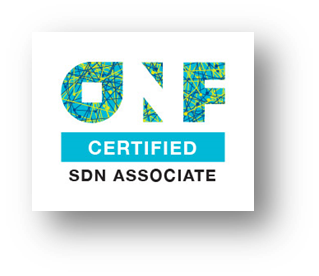 ONF
CERTIFIED
SDN ASSOCIATE